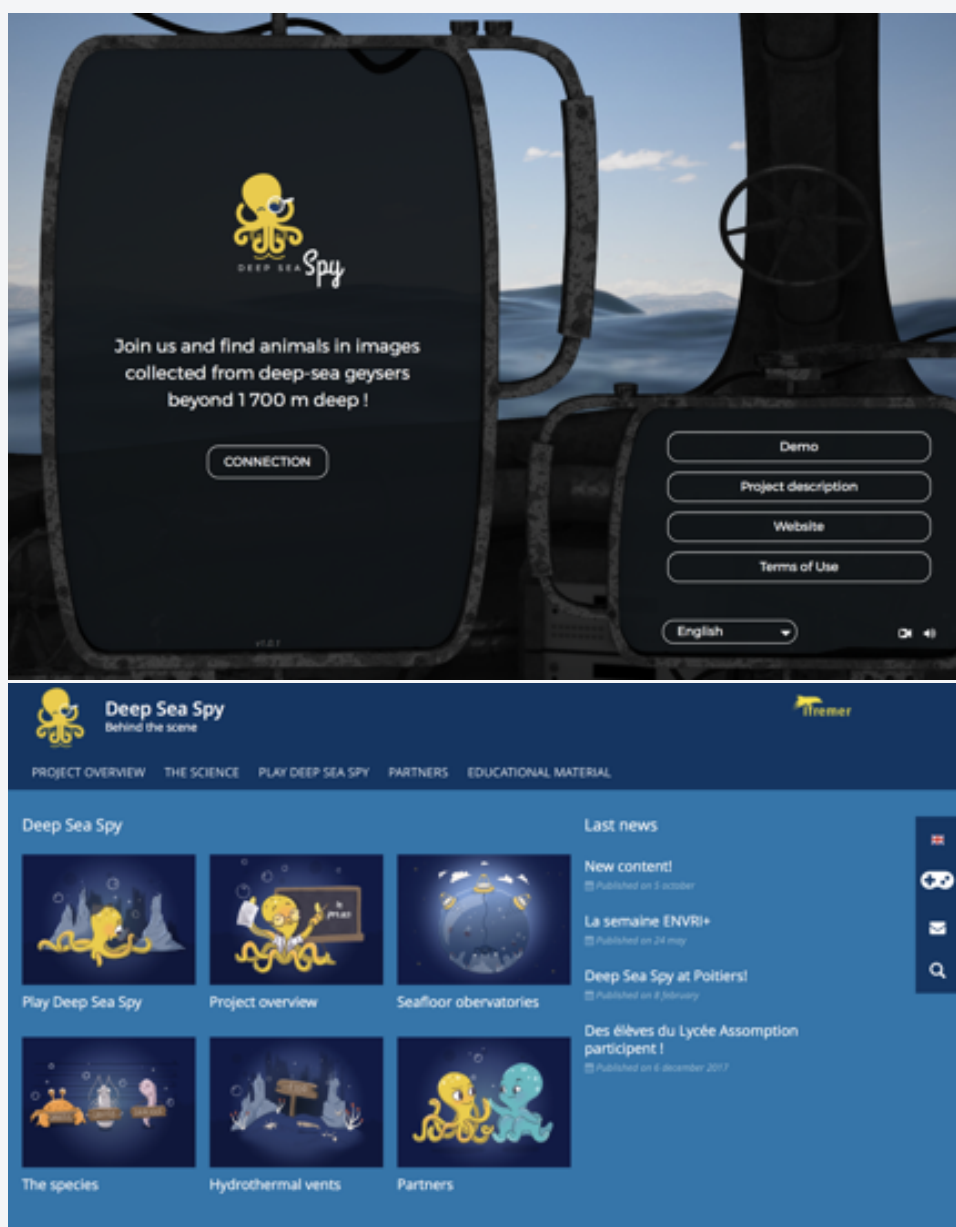 DEEP SEA Spy
Join us and find animals in images
collected from deep-sea geysers
beyond 1 700 m deep !
CONNECTION
Demo
Project description
Website
Terms of Use
English
Deep Sea Spy
Behind the scene
ifremer
PROJECT OVERVIEW THE SCIENCE PLAY DEEP SEA SPY PARTNERS EDUCATIONAL MATERIAL
Deep Sea Spy
Play Deep Sea Spy
Project overview
Seafloor obervatories
The species
Hydrothermal vents
Partners
Last news
New content!
Published on 5 october
La semaine ENVRI+
Published on 24 may
Deep Sea Spy at Poitiers!
Published on 8 february
Des élèves du Lycée Assomption
participent !
Published on 6 december 2017